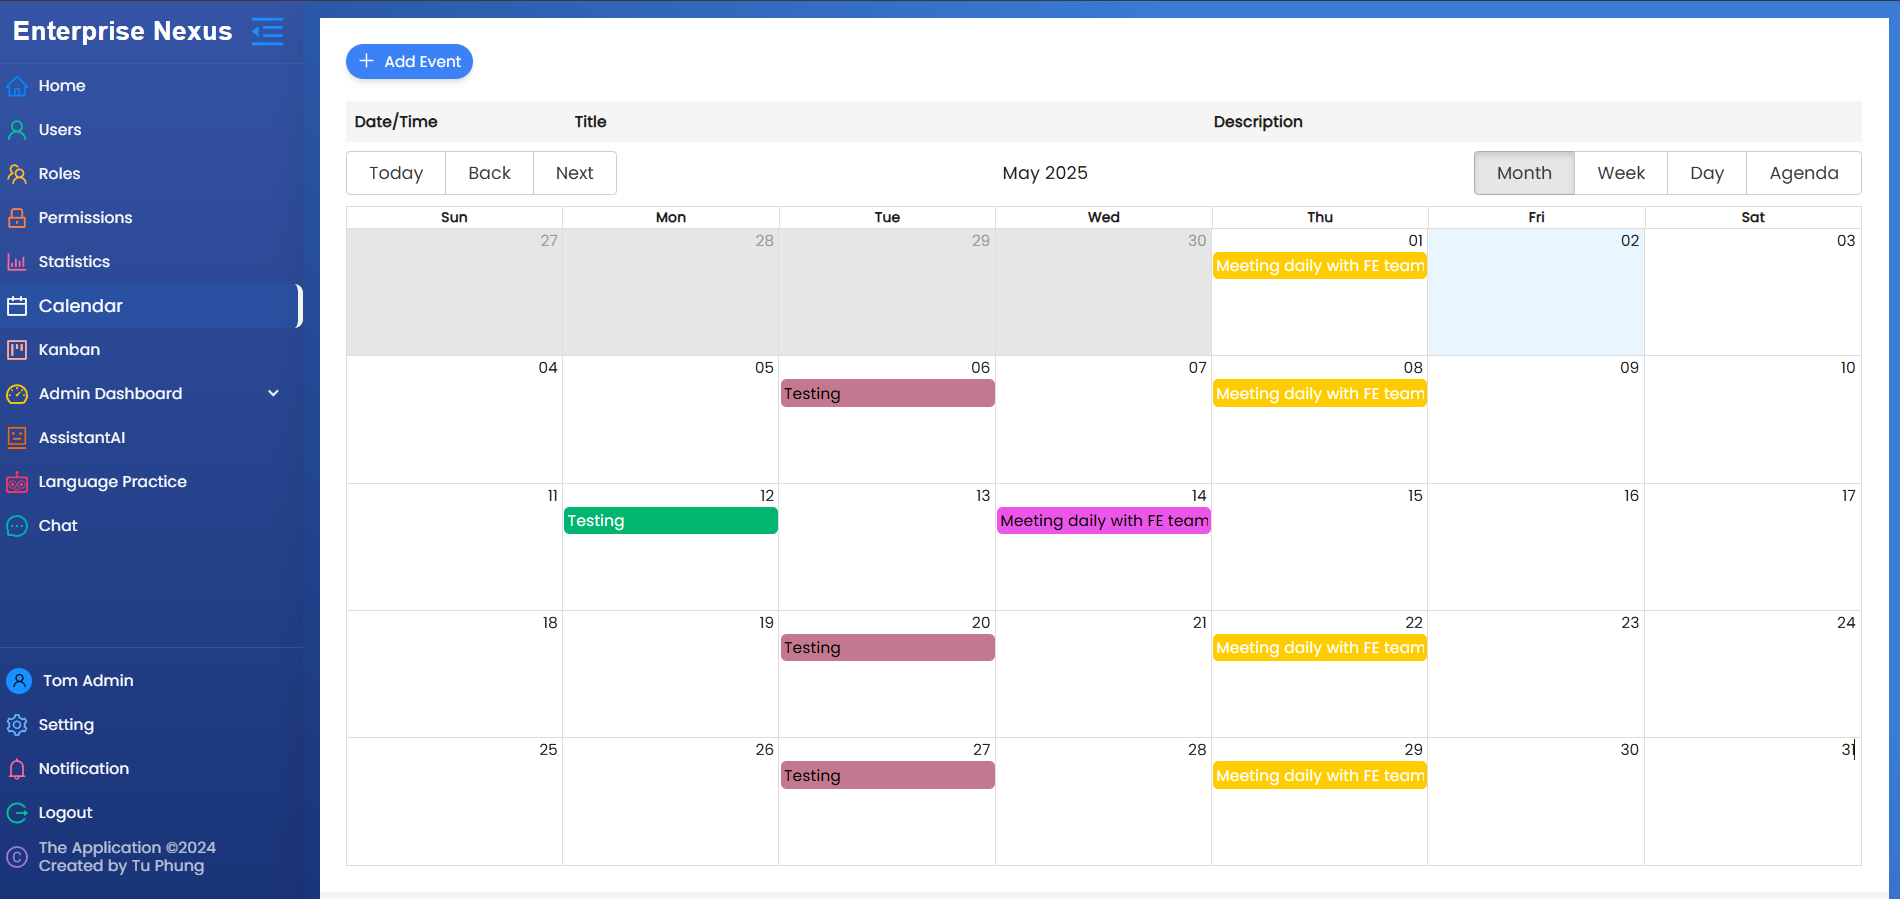 Enterprise Nexus
Home
Users
Roles
Permissions
Statistics
Calendar
Kanban
Admin Dashboard
AssistantAI
Language Practice
Chat
Tom Admin
Setting
Notification
Logout
The Application ©2024
Created by Tu Phung
Add Event
Date/Time Title Description
Today Back Next May 2025 Month Week Day Agenda
Sun Mon Tue Wed Thu Fri Sat
27 28 29 30 01 02 03
Meeting daily with FE team
04 05 06 07 08 09 10
Testing Meeting daily with FE team
11 12 13 14 15 16 17
Testing Meeting daily with FE team
18 19 20 21 22 23 24
Testing Meeting daily with FE team
25 26 27 28 29 30 31
Testing Meeting daily with FE team